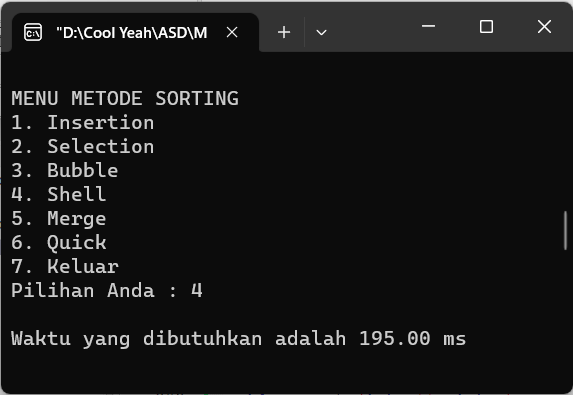 "D:\Cool Yeah\ASD\M
MENU METODE SORTING
1. Insertion
2. Selection
3. Bubble
4. Shell
5. Merge
6. Quick
7. Keluar
Pilihan Anda : 4
Waktu yang dibutuhkan adalah 195.00 ms